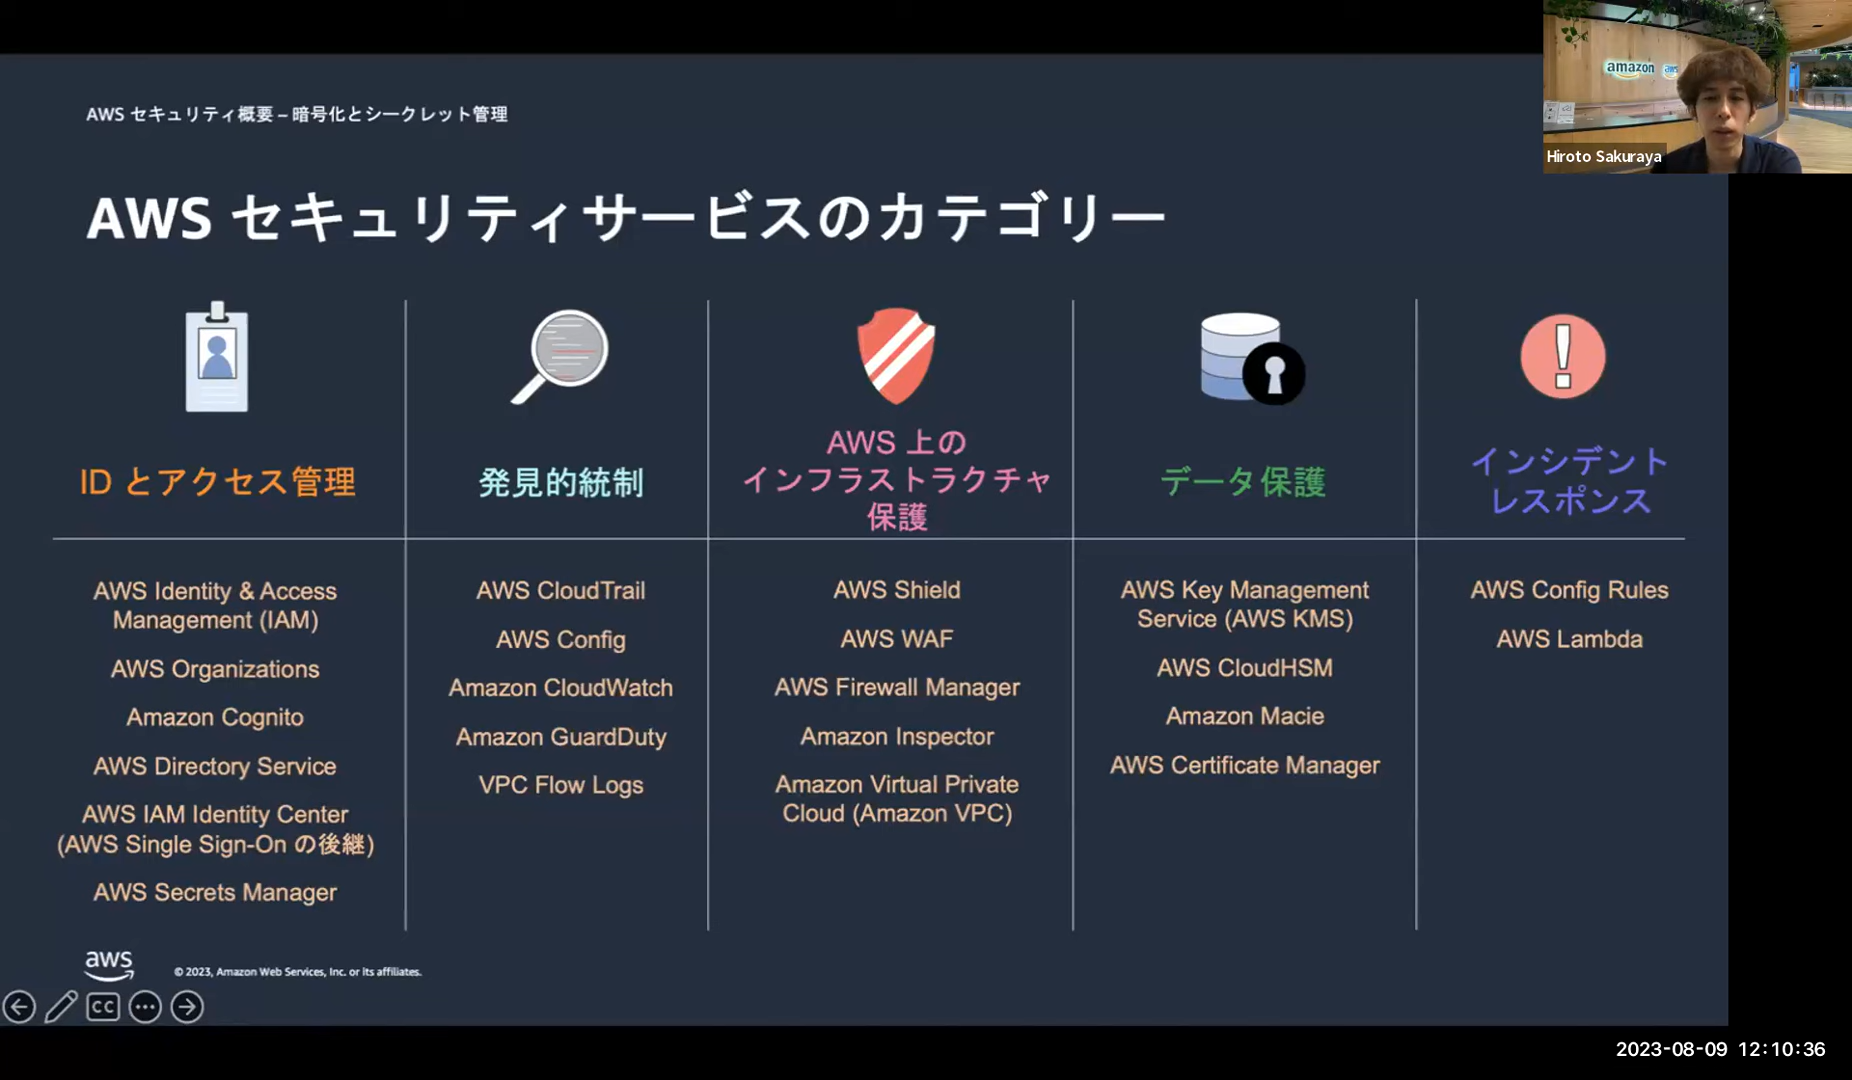 amazon
aws
Hiroto Sakuraya
AWS セキュリティ概要 – 暗号化とシークレット管理
AWS セキュリティサービスのカテゴリー
ID とアクセス管理
AWS Identity & Access
Management (IAM)
AWS Organizations
Amazon Cognito
AWS Directory Service
AWS IAM Identity Center
(AWS Single Sign-On の後継)
AWS Secrets Manager
発見的統制
AWS CloudTrail
AWS Config
Amazon CloudWatch
Amazon GuardDuty
VPC Flow Logs
AWS 上の
インフラストラクチャ
保護
AWS Shield
AWS WAF
AWS Firewall Manager
Amazon Inspector
Amazon Virtual Private
Cloud (Amazon VPC)
データ保護
AWS Key Management
Service (AWS KMS)
AWS CloudHSM
Amazon Macie
AWS Certificate Manager
インシデント
レスポンス
AWS Config Rules
AWS Lambda
aws
© 2023, Amazon Web Services, Inc. or its affiliates.
CC
2023-08-09 12:10:36